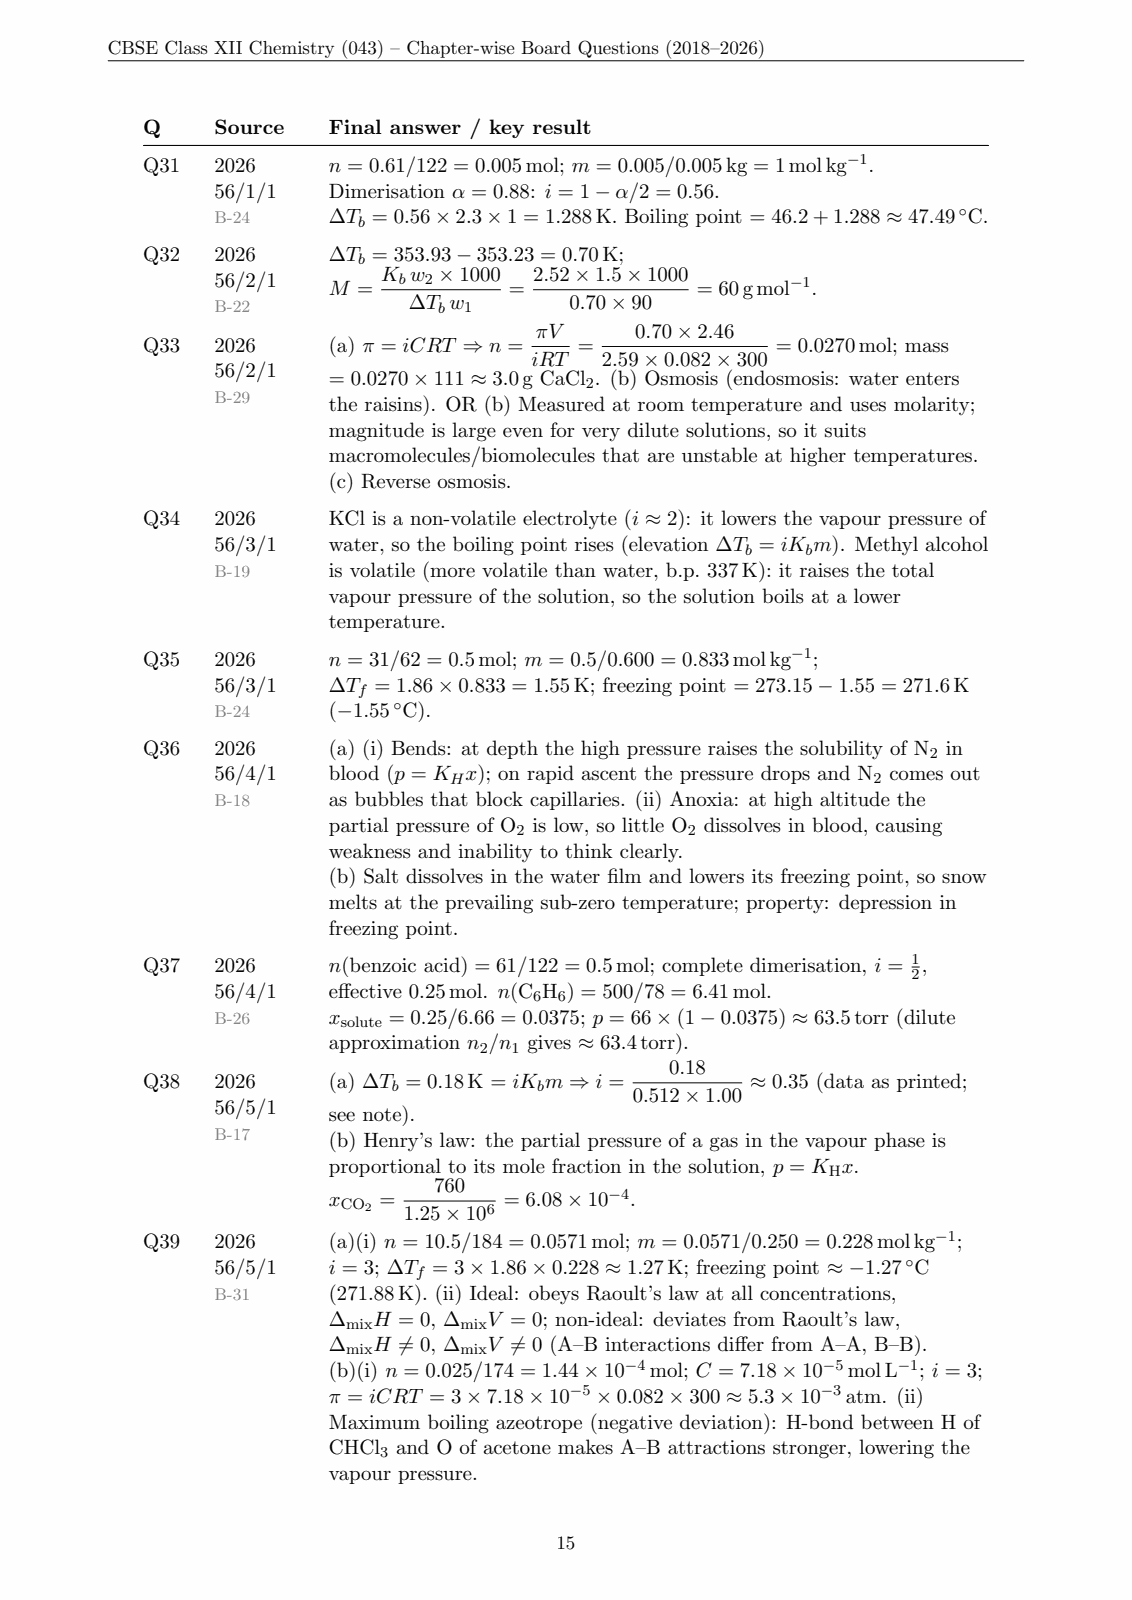 CBSE Class XII Chemistry (043) – Chapter-wise Board Questions (2018–2026)
Q Source Final answer / key result
Q31 2026 n = 0.61/122 = 0.005 mol; m = 0.005/0.005 kg = 1 mol kg⁻¹.
56/1/1 Dimerisation α = 0.88: i = 1 − α/2 = 0.56.
B-24 ΔT_b = 0.56 × 2.3 × 1 = 1.288 K. Boiling point = 46.2 + 1.288 ≈ 47.49 °C.
Q32 2026 ΔT_b = 353.93 − 353.23 = 0.70 K;
56/2/1 M = (K_b w₂ × 1000)/(ΔT_b w₁) = (2.52 × 1.5 × 1000)/(0.70 × 90) = 60 g mol⁻¹.
B-22
Q33 2026 (a) π = iCRT ⇒ n = πV/(iRT) = (0.70 × 2.46)/(2.59 × 0.082 × 300) = 0.0270 mol; mass
56/2/1 = 0.0270 × 111 ≈ 3.0 g CaCl₂. (b) Osmosis (endosmosis: water enters
B-29 the raisins). OR (b) Measured at room temperature and uses molarity;
magnitude is large even for very dilute solutions, so it suits
macromolecules/biomolecules that are unstable at higher temperatures.
(c) Reverse osmosis.
Q34 2026 KCl is a non-volatile electrolyte (i ≈ 2): it lowers the vapour pressure of
56/3/1 water, so the boiling point rises (elevation ΔT_b = iK_bm). Methyl alcohol
B-19 is volatile (more volatile than water, b.p. 337 K): it raises the total
vapour pressure of the solution, so the solution boils at a lower
temperature.
Q35 2026 n = 31/62 = 0.5 mol; m = 0.5/0.600 = 0.833 mol kg⁻¹;
56/3/1 ΔT_f = 1.86 × 0.833 = 1.55 K; freezing point = 273.15 − 1.55 = 271.6 K
B-24 (−1.55 °C).
Q36 2026 (a) (i) Bends: at depth the high pressure raises the solubility of N₂ in
56/4/1 blood (p = K_H x); on rapid ascent the pressure drops and N₂ comes out
B-18 as bubbles that block capillaries. (ii) Anoxia: at high altitude the
partial pressure of O₂ is low, so little O₂ dissolves in blood, causing
weakness and inability to think clearly.
(b) Salt dissolves in the water film and lowers its freezing point, so snow
melts at the prevailing sub-zero temperature; property: depression in
freezing point.
Q37 2026 n(benzoic acid) = 61/122 = 0.5 mol; complete dimerisation, i = ½,
56/4/1 effective 0.25 mol. n(C₆H₆) = 500/78 = 6.41 mol.
B-26 x_solute = 0.25/6.66 = 0.0375; p = 66 × (1 − 0.0375) ≈ 63.5 torr (dilute
approximation n₂/n₁ gives ≈ 63.4 torr).
Q38 2026 (a) ΔT_b = 0.18 K = iK_bm ⇒ i = 0.18/(0.512 × 1.00) ≈ 0.35 (data as printed;
56/5/1 see note).
B-17 (b) Henry's law: the partial pressure of a gas in the vapour phase is
proportional to its mole fraction in the solution, p = K_H x.
x_CO₂ = 760/(1.25 × 10⁶) = 6.08 × 10⁻⁴.
Q39 2026 (a)(i) n = 10.5/184 = 0.0571 mol; m = 0.0571/0.250 = 0.228 mol kg⁻¹;
56/5/1 i = 3; ΔT_f = 3 × 1.86 × 0.228 ≈ 1.27 K; freezing point ≈ −1.27 °C
B-31 (271.88 K). (ii) Ideal: obeys Raoult's law at all concentrations,
Δ_mixH = 0, Δ_mixV = 0; non-ideal: deviates from Raoult's law,
Δ_mixH ≠ 0, Δ_mixV ≠ 0 (A–B interactions differ from A–A, B–B).
(b)(i) n = 0.025/174 = 1.44 × 10⁻⁴ mol; C = 7.18 × 10⁻⁵ mol L⁻¹; i = 3;
π = iCRT = 3 × 7.18 × 10⁻⁵ × 0.082 × 300 ≈ 5.3 × 10⁻³ atm. (ii)
Maximum boiling azeotrope (negative deviation): H-bond between H of
CHCl₃ and O of acetone makes A–B attractions stronger, lowering the
vapour pressure.
15